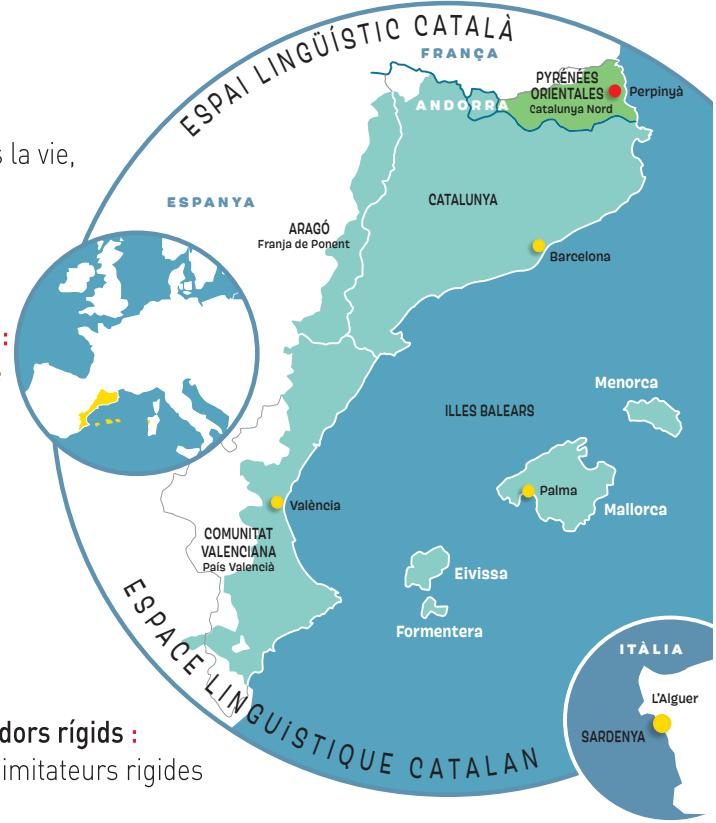 ESPAI LINGÜÍSTIC CATALÀ
FRANÇA
PYRÉNÉES
ORIENTALES
Catalunya Nord
Perpinyà
ANDORRA
s la vie,
ESPANYA
CATALUNYA
ARAGÓ
Franja de Ponent
Barcelona
:
Menorca
ILLES BALEARS
Palma
Mallorca
València
COMUNITAT
VALENCIANA
País Valencià
Eivissa
Formentera
ESPACE LINGUÍSTIQUE CATALAN
ITÀLIA
L'Alguer
SARDENYA
dors rígids :
imitateurs rigides